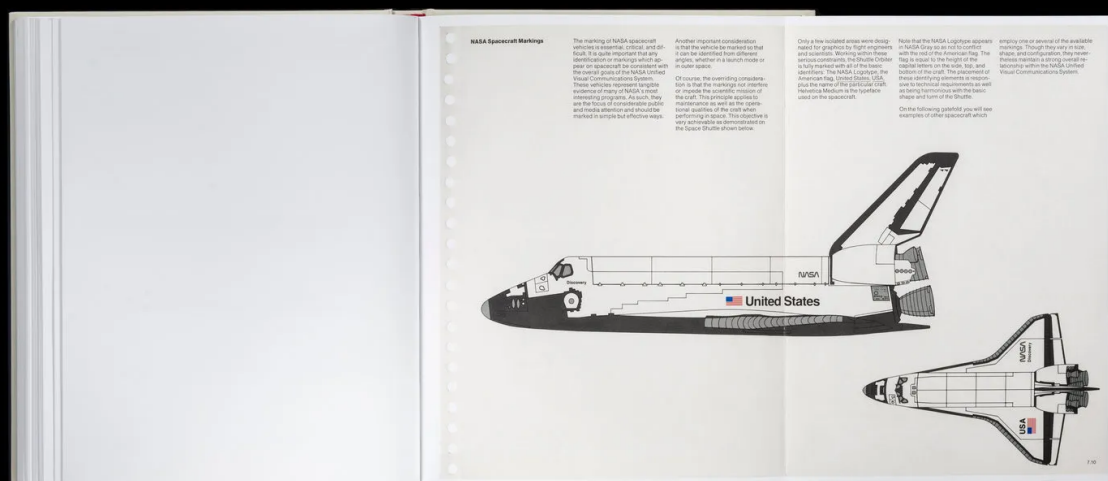 NASA Spacecraft Markings
The marking of NASA spacecraft
vehicles is essential, critical, and dif-
ficult. It is quite important that any
identification or markings which ap-
pear on spacecraft be consistent with
the overall goals of the NASA Unified
Visual Communications System.
These vehicles represent tangible
evidence of many of NASA's most
interesting programs. As such, they
are the focus of considerable public
and media attention and should be
marked in simple but effective ways.
Another important consideration
is that the vehicle be marked so that
it can be identified from different
angles, whether in a launch mode or
in outer space.
Of course, the overriding considera-
tion is that the markings not interfere
or impede the scientific mission of
the craft. This principle applies to
maintenance as well as the opera-
tional qualities of the craft when
performing in space. This objective is
very achievable as demonstrated on
the Space Shuttle shown below.
Only a few isolated areas were desig-
nated for graphics by flight engineers
and scientists. Working within these
serious constraints, the Shuttle Orbiter
is fully marked with all of the basic
identifiers: The NASA Logotype, the
American flag, United States, USA,
plus the name of the particular craft.
Helvetica Medium is the typeface
used on the spacecraft.
Note that the NASA Logotype appears
in NASA Gray so as not to conflict
with the red of the American flag. The
flag is equal to the height of the
capital letters on the side, top, and
bottom of the craft. The placement of
these identifying elements is respon-
sive to technical requirements as well
as being harmonious with the basic
shape and form of the Shuttle.
On the following gatefold you will see
examples of other spacecraft which
employ one or several of the available
markings. Though they vary in size,
shape, and configuration, they never-
theless maintain a strong overall re-
lationship within the NASA Unified
Visual Communications System.
Discovery
NASA
United States
NASA
Discovery
USA
7.10